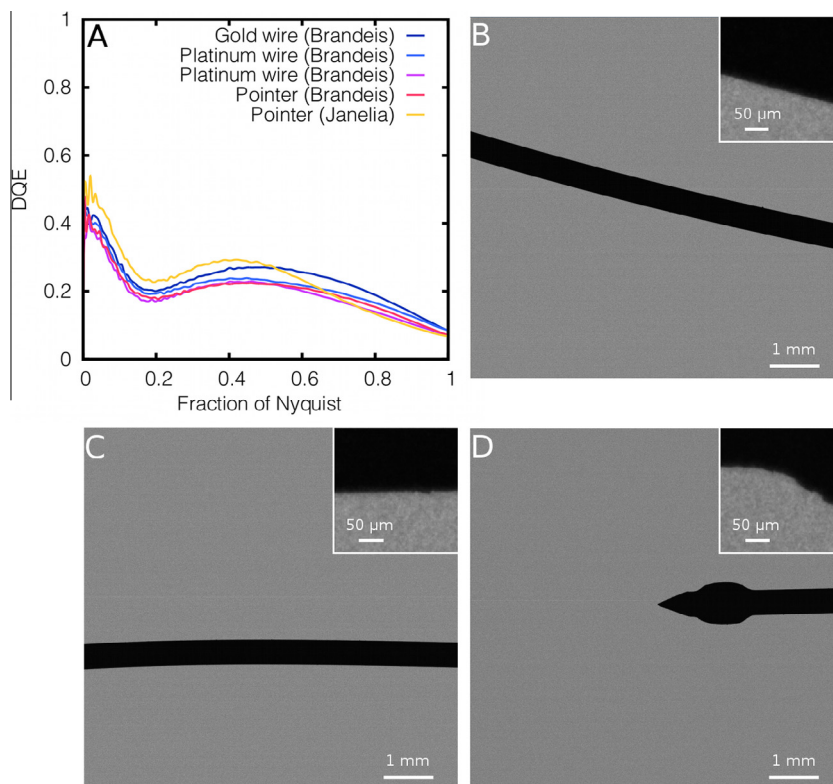 A
Gold wire (Brandeis)
Platinum wire (Brandeis)
Platinum wire (Brandeis)
Pointer (Brandeis)
Pointer (Janelia)
1
0.8
0.6
0.4
0.2
0
DQE
0 0.2 0.4 0.6 0.8 1
Fraction of Nyquist
B
50 µm
1 mm
C
50 µm
1 mm
D
50 µm
1 mm